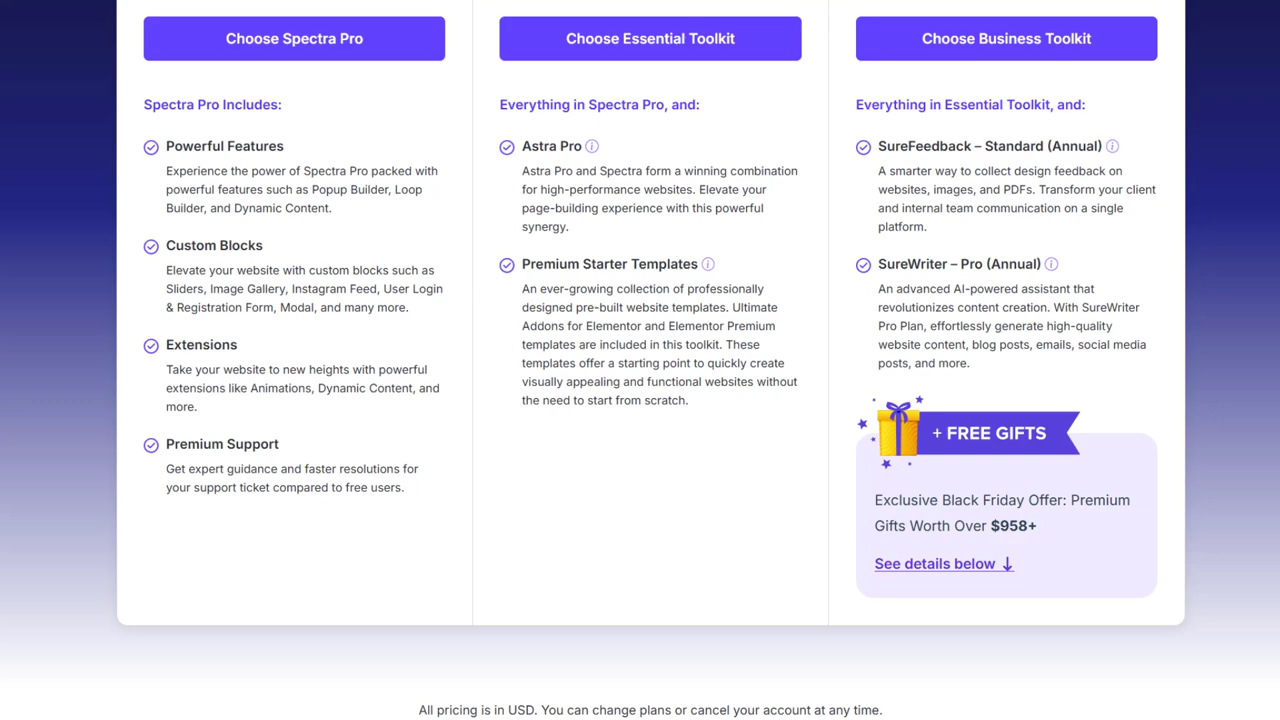 Choose Spectra Pro
Spectra Pro Includes:
Powerful Features
Experience the power of Spectra Pro packed with
powerful features such as Popup Builder, Loop
Builder, and Dynamic Content.
Custom Blocks
Elevate your website with custom blocks such as
Sliders, Image Gallery, Instagram Feed, User Login
& Registration Form, Modal, and many more.
Extensions
Take your website to new heights with powerful
extensions like Animations, Dynamic Content, and
more.
Premium Support
Get expert guidance and faster resolutions for
your support ticket compared to free users.
Choose Essential Toolkit
Everything in Spectra Pro, and:
Astra Pro
Astra Pro and Spectra form a winning combination
for high-performance websites. Elevate your
page-building experience with this powerful
synergy.
Premium Starter Templates
An ever-growing collection of professionally
designed pre-built website templates. Ultimate
Addons for Elementor and Elementor Premium
templates are included in this toolkit. These
templates offer a starting point to quickly create
visually appealing and functional websites without
the need to start from scratch.
Choose Business Toolkit
Everything in Essential Toolkit, and:
SureFeedback – Standard (Annual)
A smarter way to collect design feedback on
websites, images, and PDFs. Transform your client
and internal team communication on a single
platform.
SureWriter – Pro (Annual)
An advanced AI-powered assistant that
revolutionizes content creation. With SureWriter
Pro Plan, effortlessly generate high-quality
website content, blog posts, emails, social media
posts, and more.
+ FREE GIFTS
Exclusive Black Friday Offer: Premium
Gifts Worth Over $958+
See details below ↓
All pricing is in USD. You can change plans or cancel your account at any time.